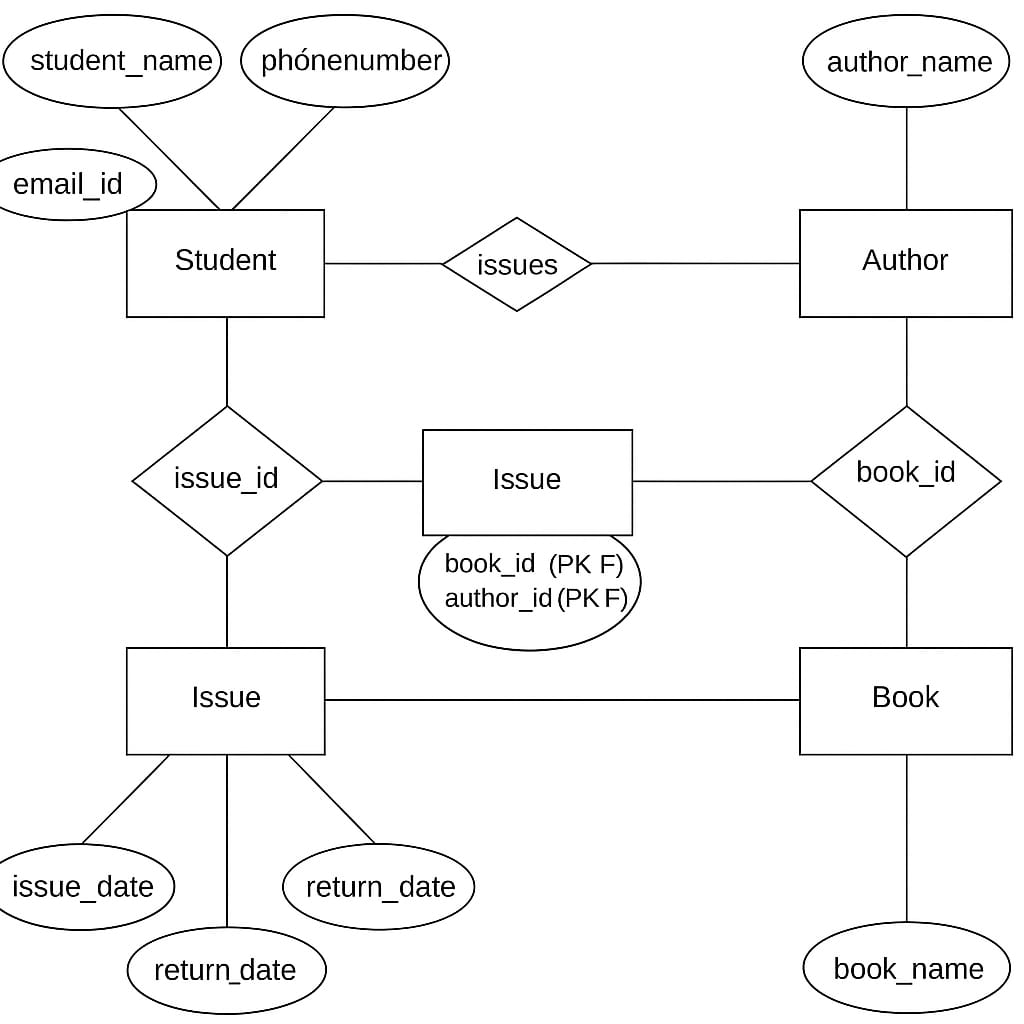 student_name
phónenumber
author_name
email_id
Student
issues
Author
issue_id
Issue
book_id
book_id (PK F)
author_id (PK F)
Issue
Book
issue_date
return_date
return_date
book_name